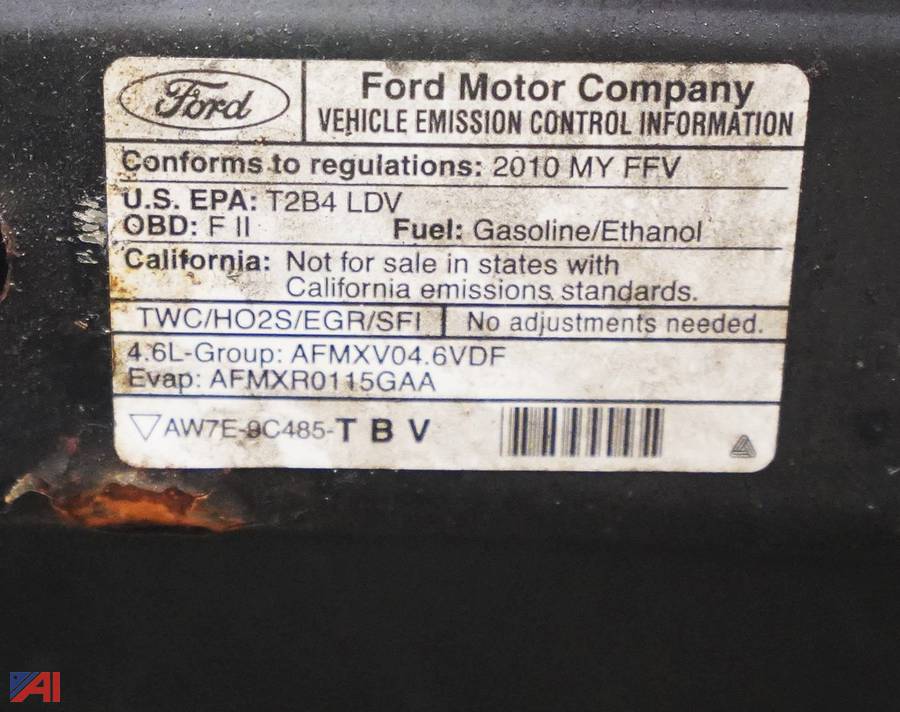 Ford
Ford Motor Company
VEHICLE EMISSION CONTROL INFORMATION
Conforms to regulations: 2010 MY FFV
U.S. EPA: T2B4 LDV
OBD: F II Fuel: Gasoline/Ethanol
California: Not for sale in states with
California emissions standards.
TWC/HO2S/EGR/SFI No adjustments needed.
4.6L-Group: AFMXV04.6VDF
Evap: AFMXR0115GAA
AW7E-9C485-T B V
AI